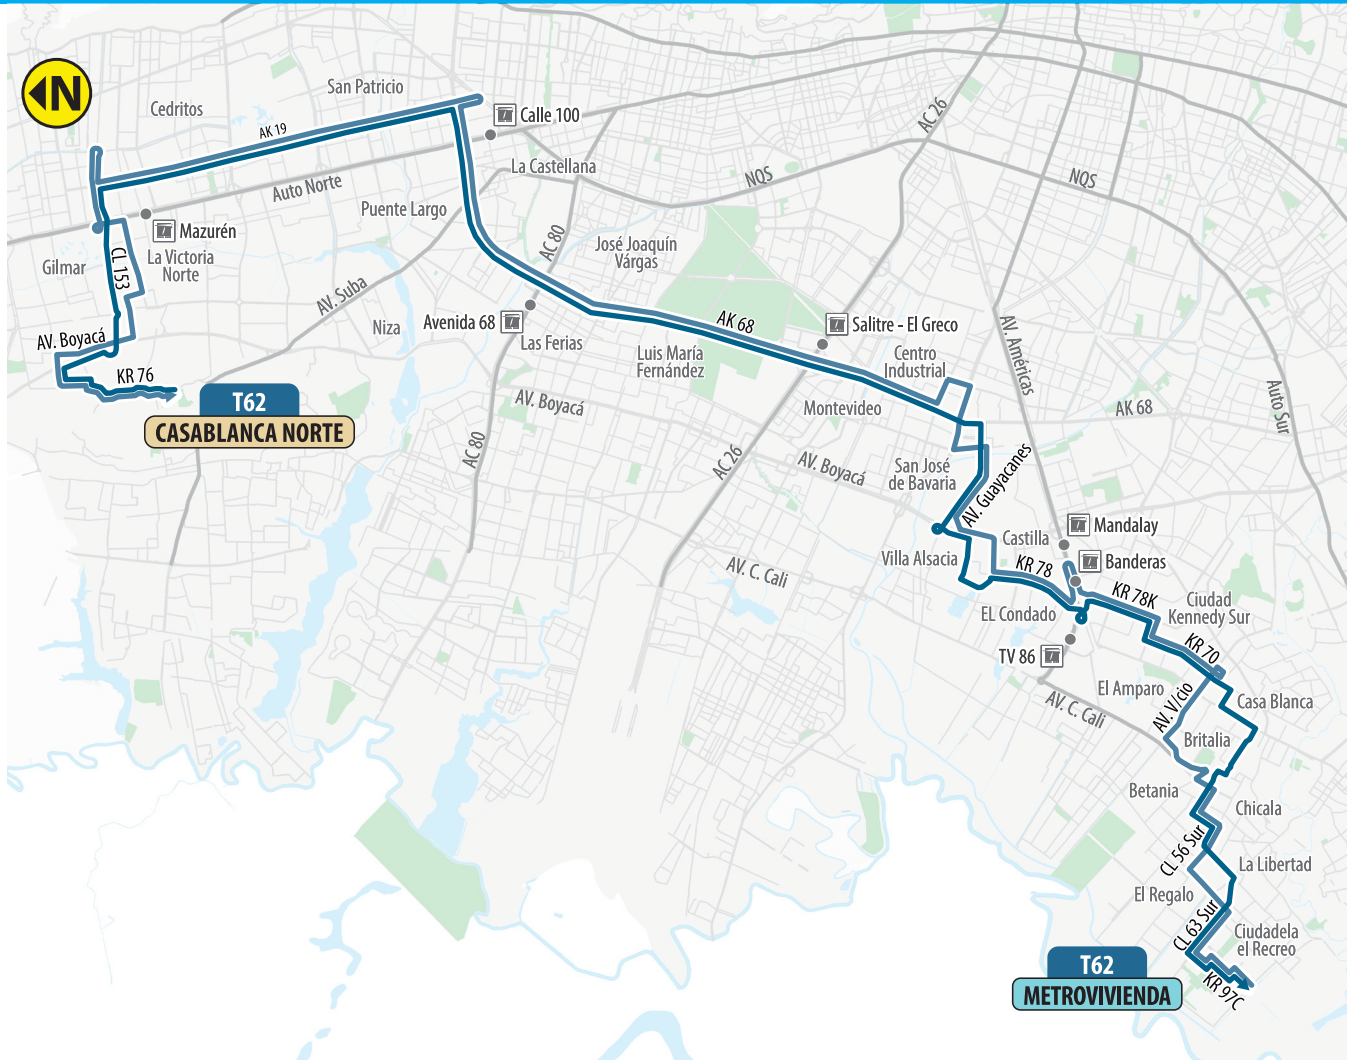 N
San Patricio
Cedritos
AK 19
Calle 100
AC 26
La Castellana
Auto Norte
NQS
NQS
Puente Largo
Mazurén
La Victoria
Norte
Gilmar
CL 153
AC 80
José Joaquín
Várgas
AV. Suba
Niza
Avenida 68
Las Ferias
AK 68
Salitre - El Greco
AV. Américas
AV. Boyacá
KR 76
Luis María
Fernández
Centro
Industrial
T62
CASABLANCA NORTE
AV. Boyacá
Montevideo
AK 68
Auto Sur
AC 80
AC 26
AV. Boyacá
San José
de Bavaria
AV. Guayacanes
Mandalay
Castilla
Villa Alsacia
Banderas
AV. C. Cali
KR 78
KR 78K
Ciudad
Kennedy Sur
EL Condado
KR 70
TV 86
El Amparo
AV. V/cio
Casa Blanca
AV. C. Cali
Britalia
Betania
Chicala
CL 56 Sur
La Libertad
El Regalo
CL 63 Sur
Ciudadela
el Recreo
T62
METROVIVIENDA
KR 97C